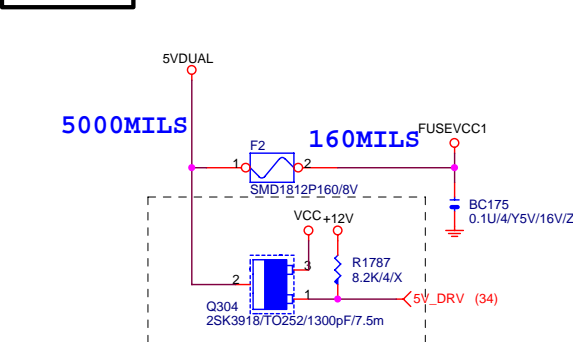 5VDUAL
5000MILS
F2
1
2
SMD1812P160/8V
160MILS
FUSEVCC1
BC175
0.1U/4/Y5V/16V/Z
VCC
+12V
2
3
1
R1787
8.2K/4/X
5V_DRV (34)
Q304
2SK3918/TO252/1300pF/7.5m